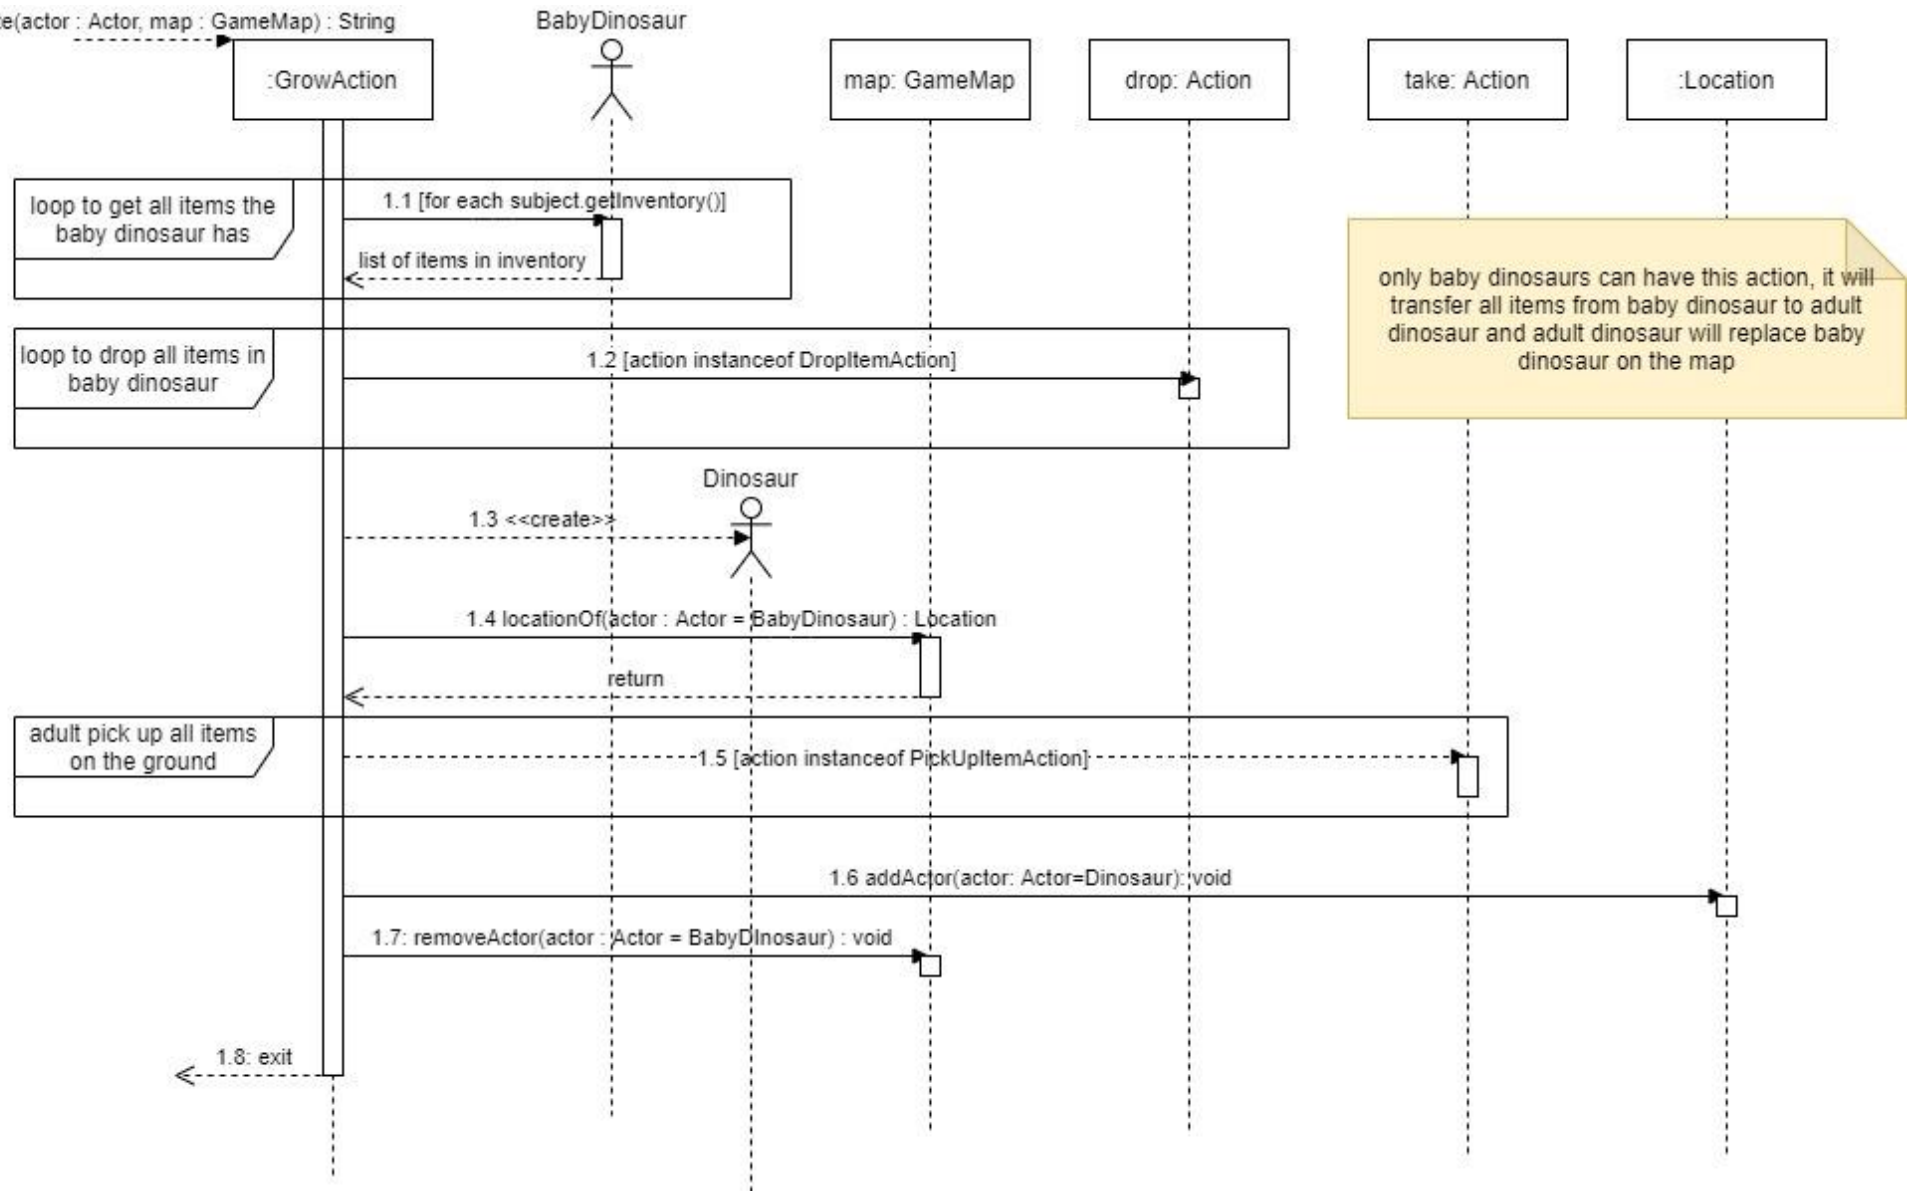 (actor : Actor, map : GameMap) : String
BabyDinosaur
:GrowAction
map: GameMap
drop: Action
take: Action
:Location
loop to get all items the
baby dinosaur has
1.1 [for each subject.getInventory()]
list of items in inventory
only baby dinosaurs can have this action, it will
transfer all items from baby dinosaur to adult
dinosaur and adult dinosaur will replace baby
dinosaur on the map
loop to drop all items in
baby dinosaur
1.2 [action instanceof DropItemAction]
Dinosaur
1.3 <<create>>
1.4 locationOf(actor : Actor = BabyDinosaur) : Location
return
adult pick up all items
on the ground
1.5 [action instanceof PickUpItemAction]
1.6 addActor(actor: Actor=Dinosaur): void
1.7: removeActor(actor : Actor = BabyDInosaur) : void
1.8: exit